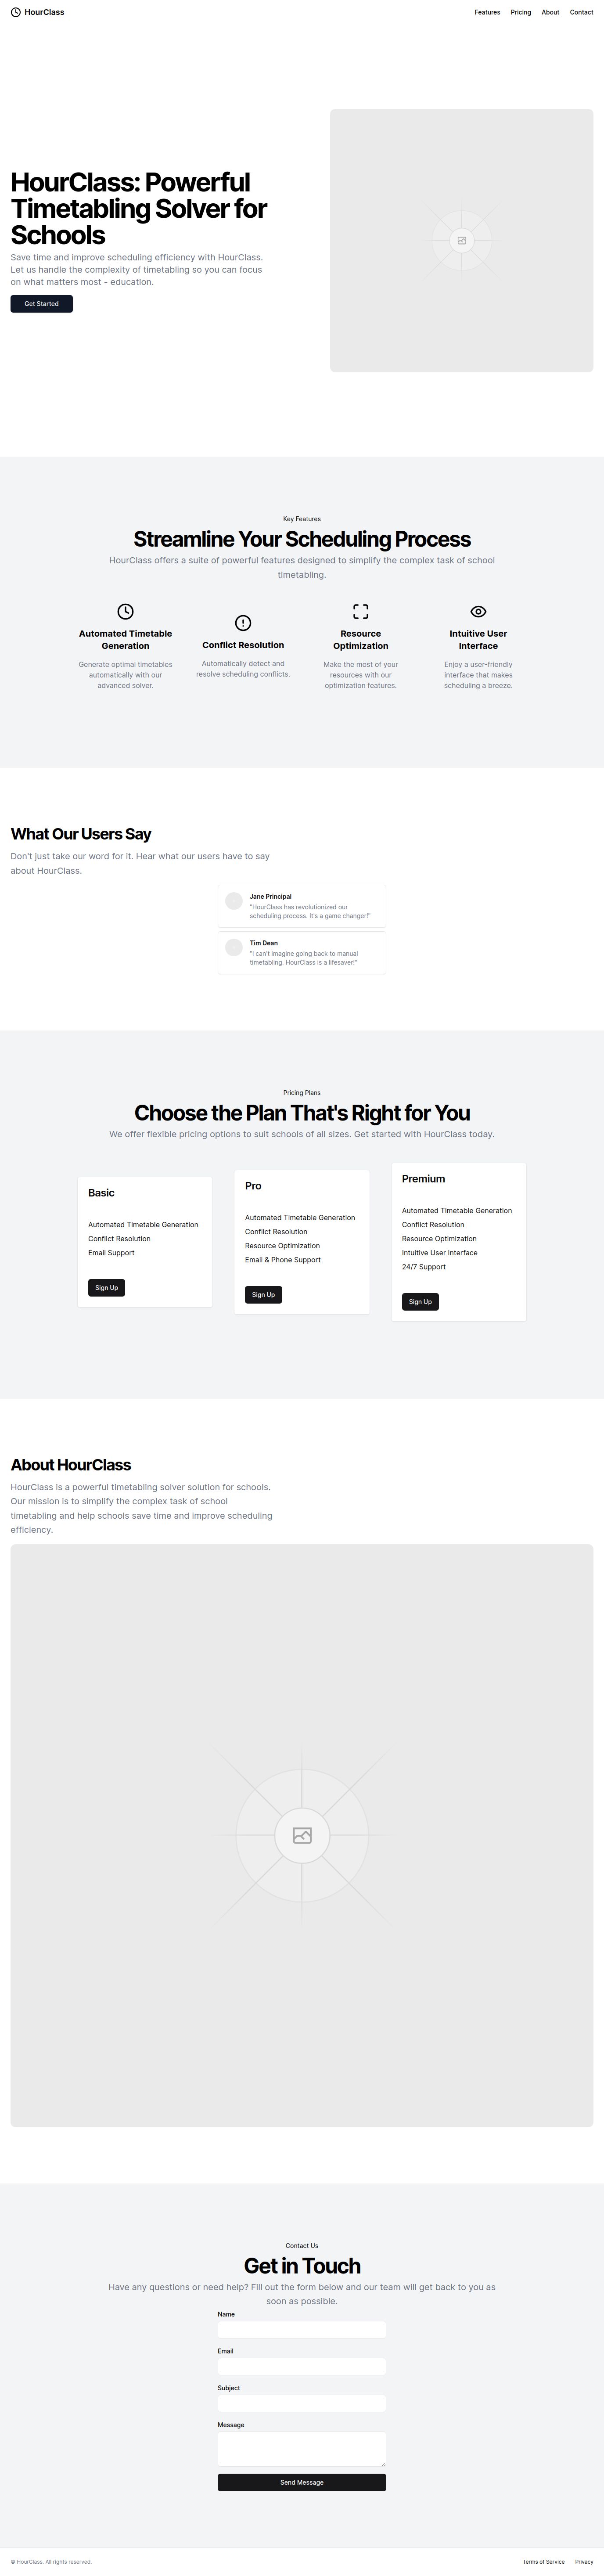 HourClass
Features
Pricing
About
Contact
HourClass: Powerful
Timetabling Solver for
Schools
Save time and improve scheduling efficiency with HourClass.
Let us handle the complexity of timetabling so you can focus
on what matters most - education.
Get Started
Key Features
Streamline Your Scheduling Process
HourClass offers a suite of powerful features designed to simplify the complex task of school
timetabling.
Automated Timetable
Generation
Generate optimal timetables
automatically with our
advanced solver.
Conflict Resolution
Automatically detect and
resolve scheduling conflicts.
Resource
Optimization
Make the most of your
resources with our
optimization features.
Intuitive User
Interface
Enjoy a user-friendly
interface that makes
scheduling a breeze.
What Our Users Say
Don't just take our word for it. Hear what our users have to say
about HourClass.
Jane Principal
"HourClass has revolutionized our
scheduling process. It's a game changer!"
Tim Dean
"I can't imagine going back to manual
timetabling. HourClass is a lifesaver!"
Pricing Plans
Choose the Plan That's Right for You
We offer flexible pricing options to suit schools of all sizes. Get started with HourClass today.
Basic
Automated Timetable Generation
Conflict Resolution
Email Support
Sign Up
Pro
Automated Timetable Generation
Conflict Resolution
Resource Optimization
Email & Phone Support
Sign Up
Premium
Automated Timetable Generation
Conflict Resolution
Resource Optimization
Intuitive User Interface
24/7 Support
Sign Up
About HourClass
HourClass is a powerful timetabling solver solution for schools.
Our mission is to simplify the complex task of school
timetabling and help schools save time and improve scheduling
efficiency.
Contact Us
Get in Touch
Have any questions or need help? Fill out the form below and our team will get back to you as
soon as possible.
Name
Email
Subject
Message
Send Message
© HourClass. All rights reserved.
Terms of Service
Privacy